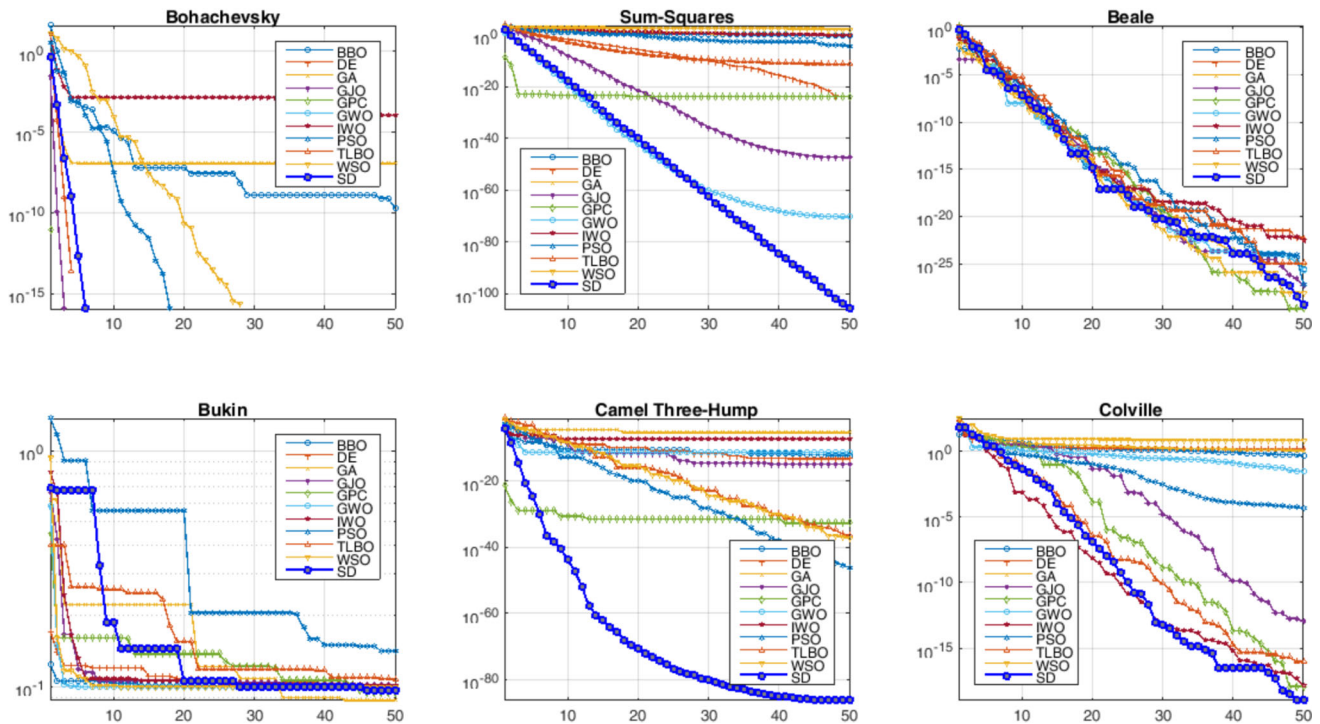 Bohachevsky
10^0
10^-5
10^-10
10^-15
10 20 30 40 50
BBO
DE
GA
GJO
GPC
GWO
IWO
PSO
TLBO
WSO
SD
Sum-Squares
10^0
10^-20
10^-40
10^-60
10^-80
10^-100
10 20 30 40 50
BBO
DE
GA
GJO
GPC
GWO
IWO
PSO
TLBO
WSO
SD
Beale
10^0
10^-5
10^-10
10^-15
10^-20
10^-25
10 20 30 40 50
BBO
DE
GA
GJO
GPC
GWO
IWO
PSO
TLBO
WSO
SD
Bukin
10^0
10^-1
10 20 30 40 50
BBO
DE
GA
GJO
GPC
GWO
IWO
PSO
TLBO
WSO
SD
Camel Three-Hump
10^-20
10^-40
10^-60
10^-80
10 20 30 40 50
BBO
DE
GA
GJO
GPC
GWO
IWO
PSO
TLBO
WSO
SD
Colville
10^0
10^-5
10^-10
10^-15
10 20 30 40 50
BBO
DE
GA
GJO
GPC
GWO
IWO
PSO
TLBO
WSO
SD